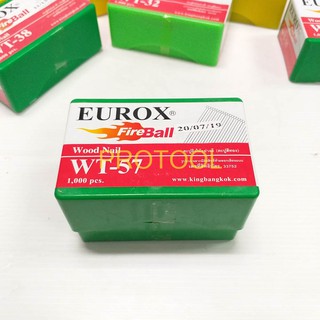 WT-38
WT-32
EUROX®
FireBall
20/07/19
Wood Nail
PROTOOL
WT-57
1,000 pcs.
www.kingbangkok.com